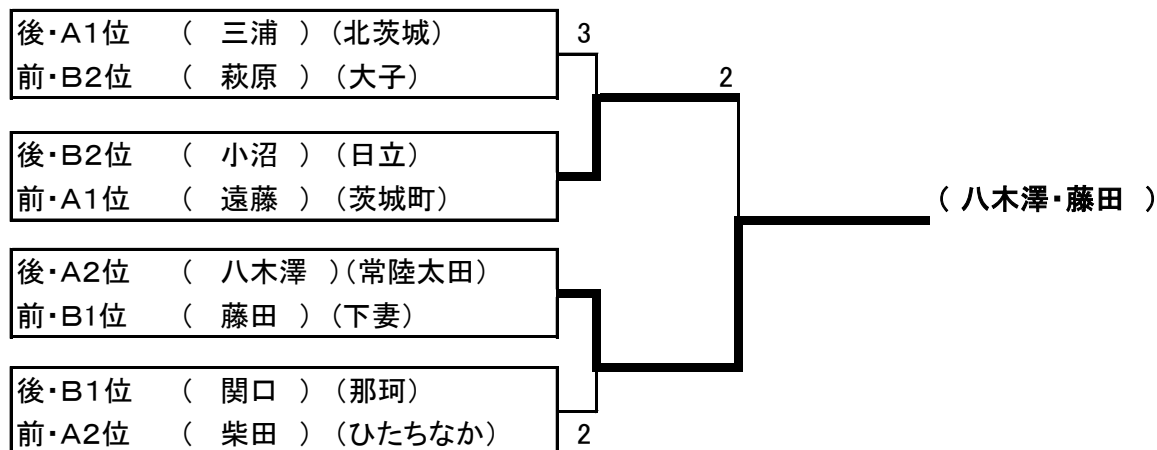 後・A1位 ( 三浦 ) (北茨城) 3
前・B2位 ( 萩原 ) (大子) 2
後・B2位 ( 小沼 ) (日立)
前・A1位 ( 遠藤 ) (茨城町)
( 八木澤・藤田 )
後・A2位 ( 八木澤 )(常陸太田)
前・B1位 ( 藤田 ) (下妻)
後・B1位 ( 関口 ) (那珂)
前・A2位 ( 柴田 ) (ひたちなか) 2